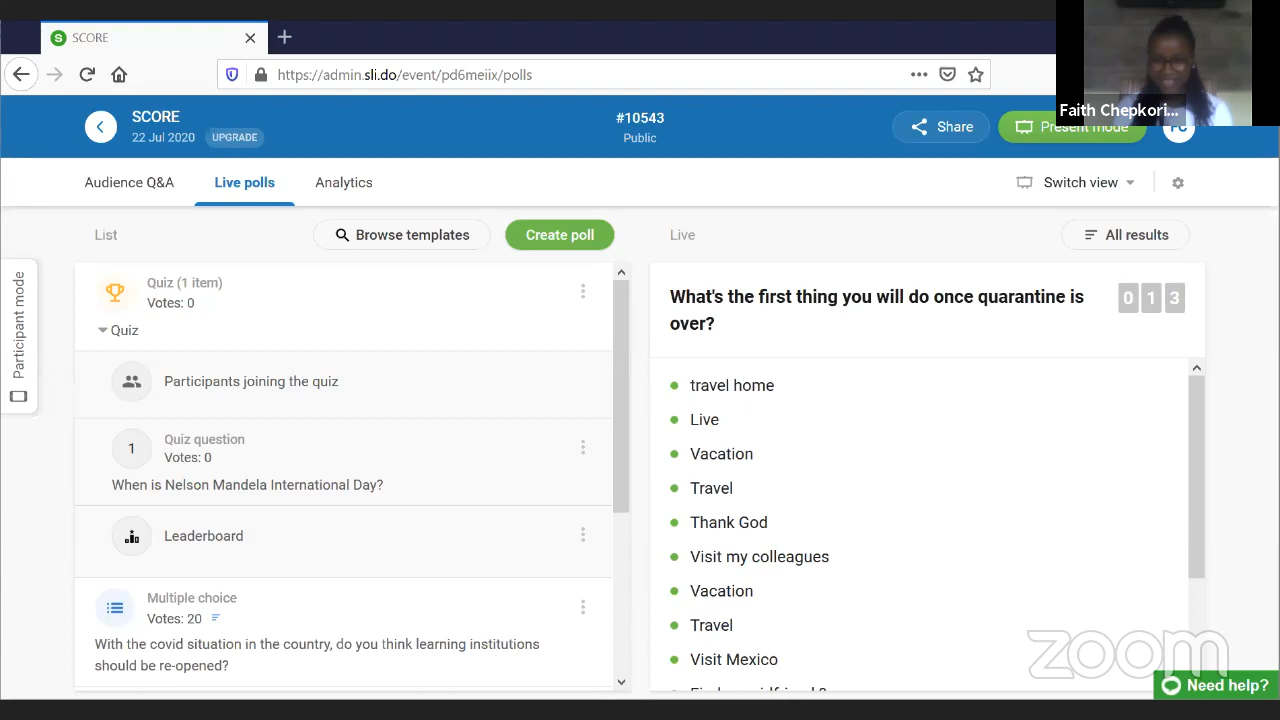 SCORE
https://admin.sli.do/event/pd6meiix/polls
Faith Chepkori...
SCORE
22 Jul 2020 UPGRADE
#10543
Public
Share
Present mode
FC
Audience Q&A
Live polls
Analytics
Switch view
Participant mode
List
Browse templates
Create poll
Quiz (1 item)
Votes: 0
Quiz
Participants joining the quiz
1
Quiz question
Votes: 0
When is Nelson Mandela International Day?
Leaderboard
Multiple choice
Votes: 20
With the covid situation in the country, do you think learning institutions
should be re-opened?
Live
All results
What's the first thing you will do once quarantine is
over?
0 1 3
travel home
Live
Vacation
Travel
Thank God
Visit my colleagues
Vacation
Travel
Visit Mexico
zoom
Need help?